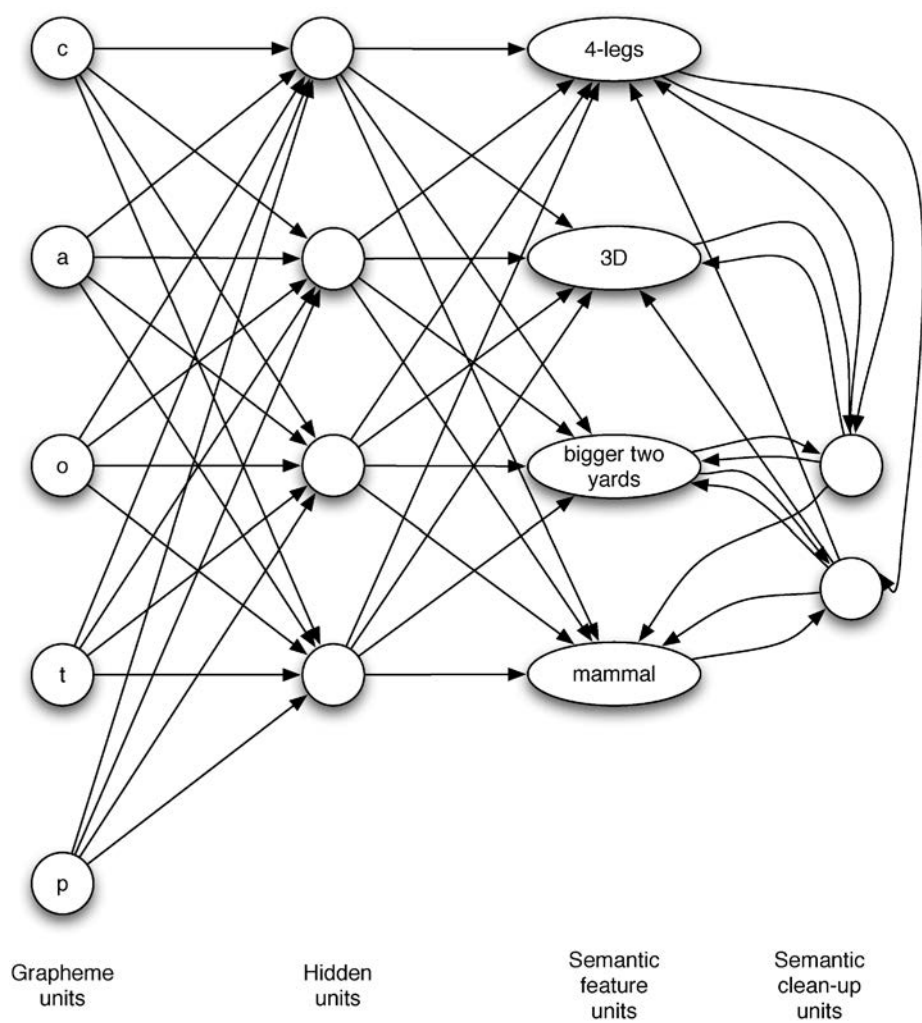 c
4-legs
a
3D
o
bigger two
yards
t
mammal
p
Grapheme
units
Hidden
units
Semantic
feature
units
Semantic
clean-up
units